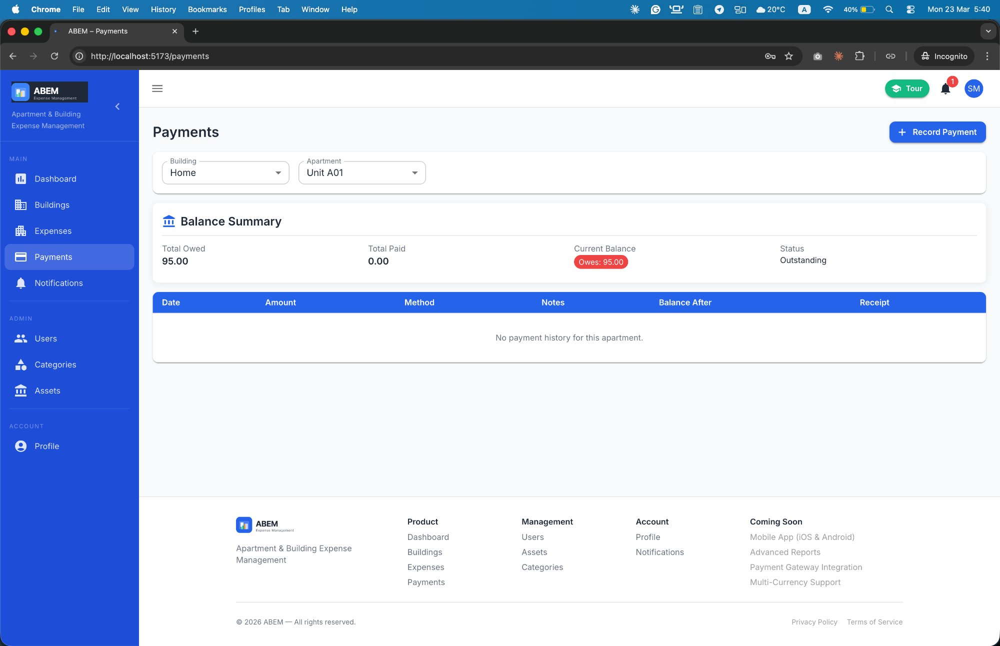 Chrome File Edit View History Bookmarks Profiles Tab Window Help 20°C A 40% Mon 23 Mar 5:40
ABEM – Payments
http://localhost:5173/payments Incognito
ABEM
Expense Management
Apartment & Building
Expense Management
MAIN
Dashboard
Buildings
Expenses
Payments
Notifications
ADMIN
Users
Categories
Assets
ACCOUNT
Profile
Tour 1 SM
Payments
Record Payment
Building
Home
Apartment
Unit A01
Balance Summary
Total Owed Total Paid Current Balance Status
95.00 0.00 Owes: 95.00 Outstanding
Date Amount Method Notes Balance After Receipt
No payment history for this apartment.
ABEM
Expense Management
Apartment & Building Expense
Management
Product
Dashboard
Buildings
Expenses
Payments
Management
Users
Assets
Categories
Account
Profile
Notifications
Coming Soon
Mobile App (iOS & Android)
Advanced Reports
Payment Gateway Integration
Multi-Currency Support
© 2026 ABEM — All rights reserved.
Privacy Policy Terms of Service